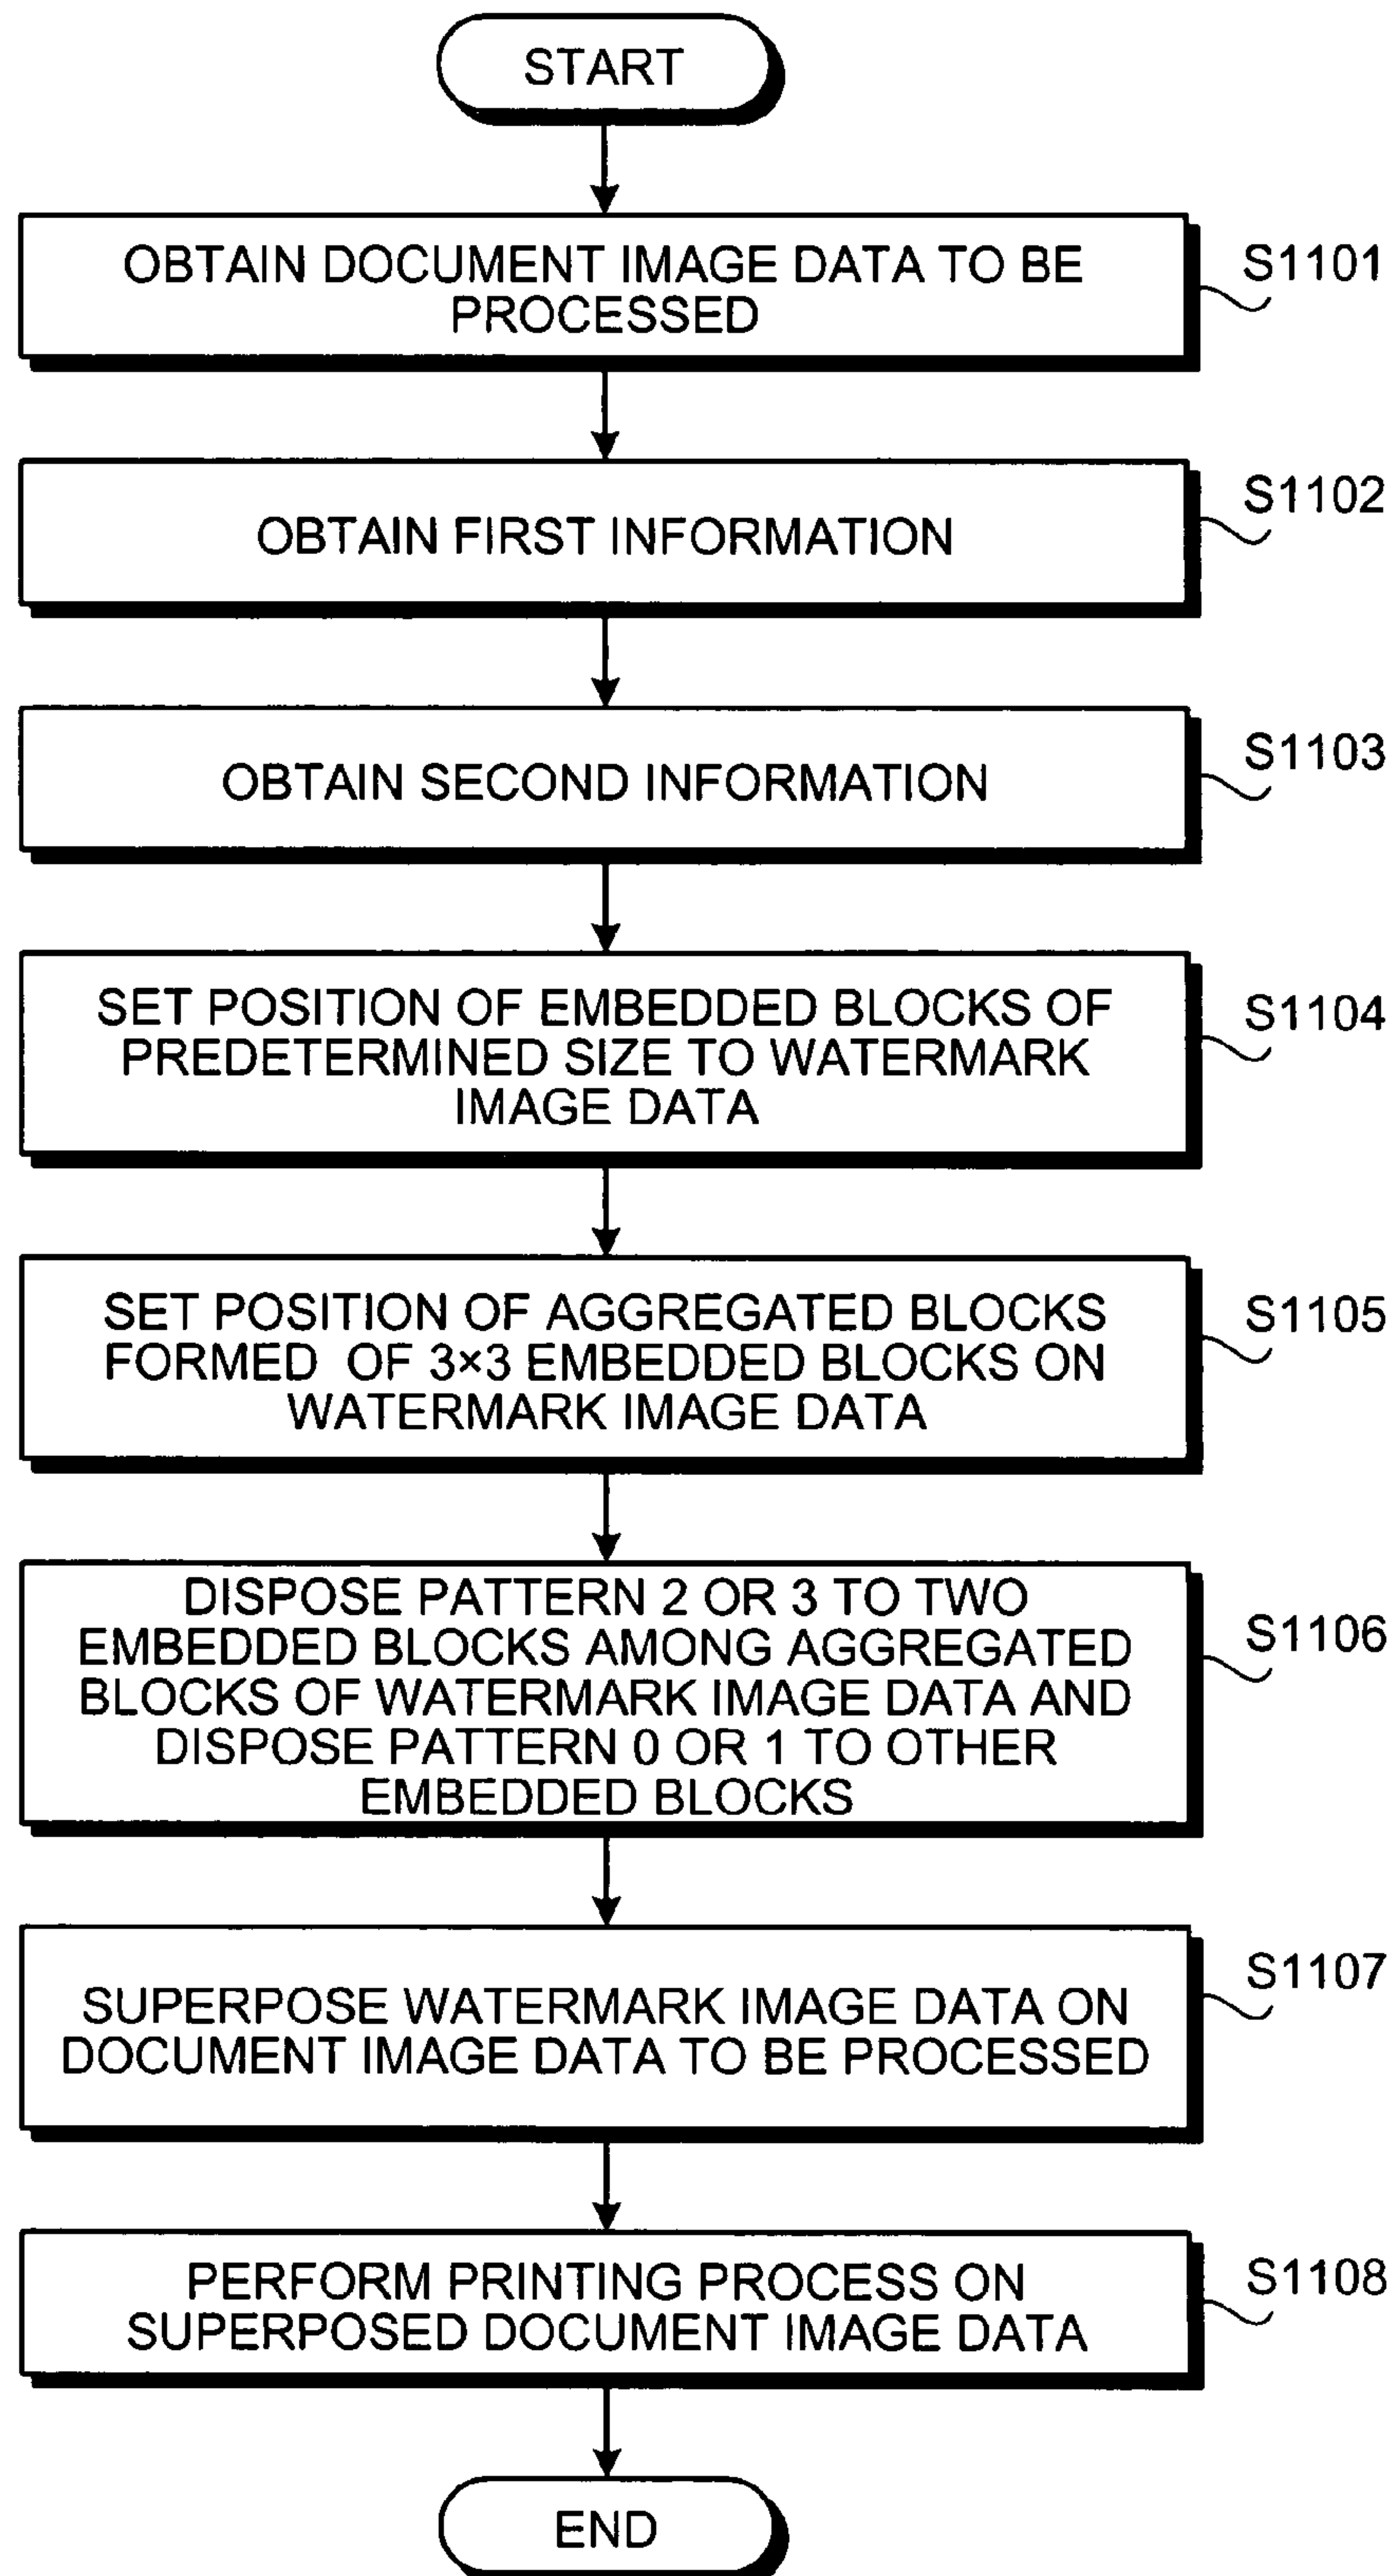 START
OBTAIN DOCUMENT IMAGE DATA TO BE
PROCESSED
S1101
OBTAIN FIRST INFORMATION
S1102
OBTAIN SECOND INFORMATION
S1103
SET POSITION OF EMBEDDED BLOCKS OF
PREDETERMINED SIZE TO WATERMARK
IMAGE DATA
S1104
SET POSITION OF AGGREGATED BLOCKS
FORMED OF 3×3 EMBEDDED BLOCKS ON
WATERMARK IMAGE DATA
S1105
DISPOSE PATTERN 2 OR 3 TO TWO
EMBEDDED BLOCKS AMONG AGGREGATED
BLOCKS OF WATERMARK IMAGE DATA AND
DISPOSE PATTERN 0 OR 1 TO OTHER
EMBEDDED BLOCKS
S1106
SUPERPOSE WATERMARK IMAGE DATA ON
DOCUMENT IMAGE DATA TO BE PROCESSED
S1107
PERFORM PRINTING PROCESS ON
SUPERPOSED DOCUMENT IMAGE DATA
S1108
END